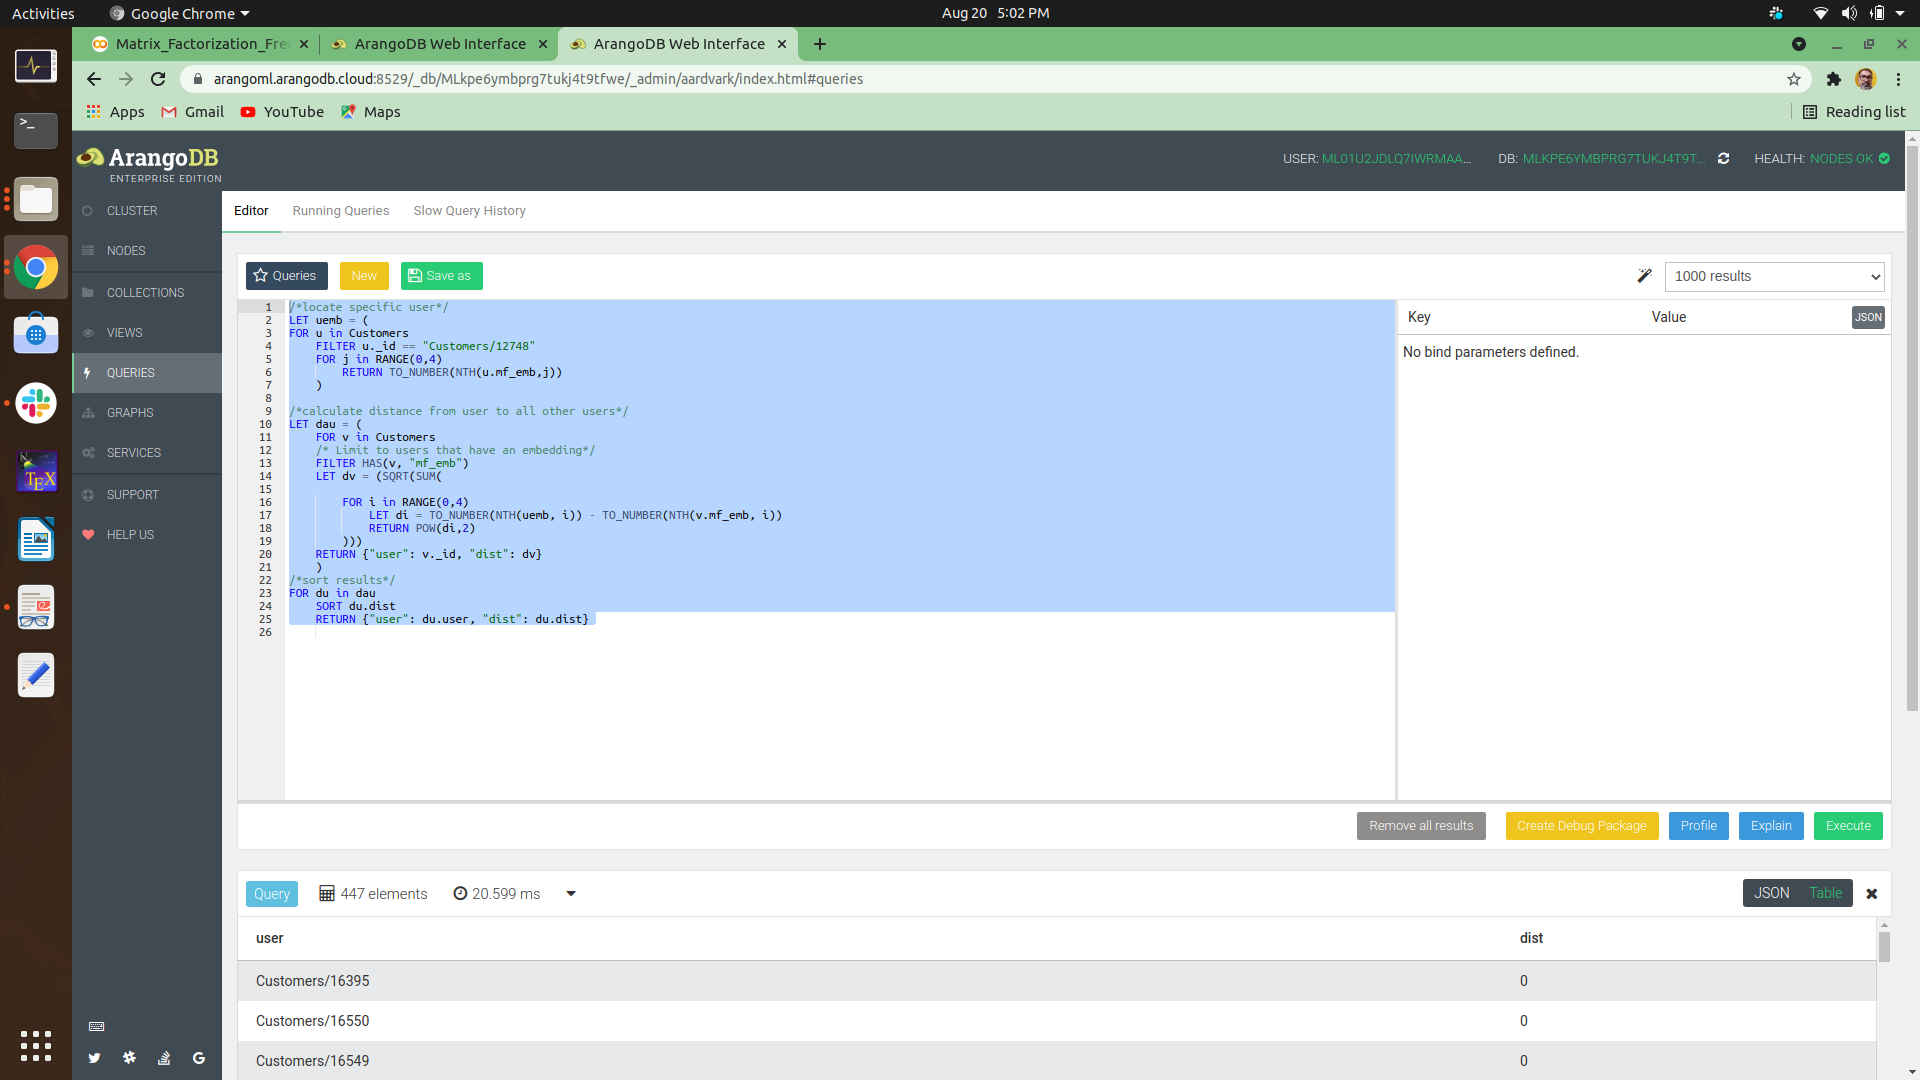 Activities
Google Chrome
Aug 20 5:02 PM
Matrix_Factorization_Fre
ArangoDB Web Interface
ArangoDB Web Interface
arangoml.arangodb.cloud:8529/_db/MLkpe6ymbprg7tukj4t9tfwe/_admin/aardvark/index.html#queries
Apps
Gmail
YouTube
Maps
Reading list
ArangoDB
ENTERPRISE EDITION
USER: ML01U2JDLQ7IWRMAA...
DB: MLKPE6YMBPRG7TUKJ4T9T...
HEALTH: NODES OK
CLUSTER
NODES
COLLECTIONS
VIEWS
QUERIES
GRAPHS
SERVICES
SUPPORT
HELP US
Editor
Running Queries
Slow Query History
Queries
New
Save as
1000 results
1 /*locate specific user*/
2 LET uemb = (
3 FOR u in Customers
4     FILTER u._id == "Customers/12748"
5     FOR j in RANGE(0,4)
6         RETURN TO_NUMBER(NTH(u.mf_emb,j))
7     )
8
9 /*calculate distance from user to all other users*/
10 LET dau = (
11     FOR v in Customers
12     /* Limit to users that have an embedding*/
13     FILTER HAS(v, "mf_emb")
14     LET dv = (SQRT(SUM(
15
16         FOR i in RANGE(0,4)
17             LET di = TO_NUMBER(NTH(uemb, i)) - TO_NUMBER(NTH(v.mf_emb, i))
18             RETURN POW(di,2)
19         )))
20     RETURN {"user": v._id, "dist": dv}
21     )
22 /*sort results*/
23 FOR du in dau
24     SORT du.dist
25     RETURN {"user": du.user, "dist": du.dist}
26
Key
Value
JSON
No bind parameters defined.
Remove all results
Create Debug Package
Profile
Explain
Execute
Query
447 elements
20.599 ms
JSON
Table
user dist
Customers/16395 0
Customers/16550 0
Customers/16549 0